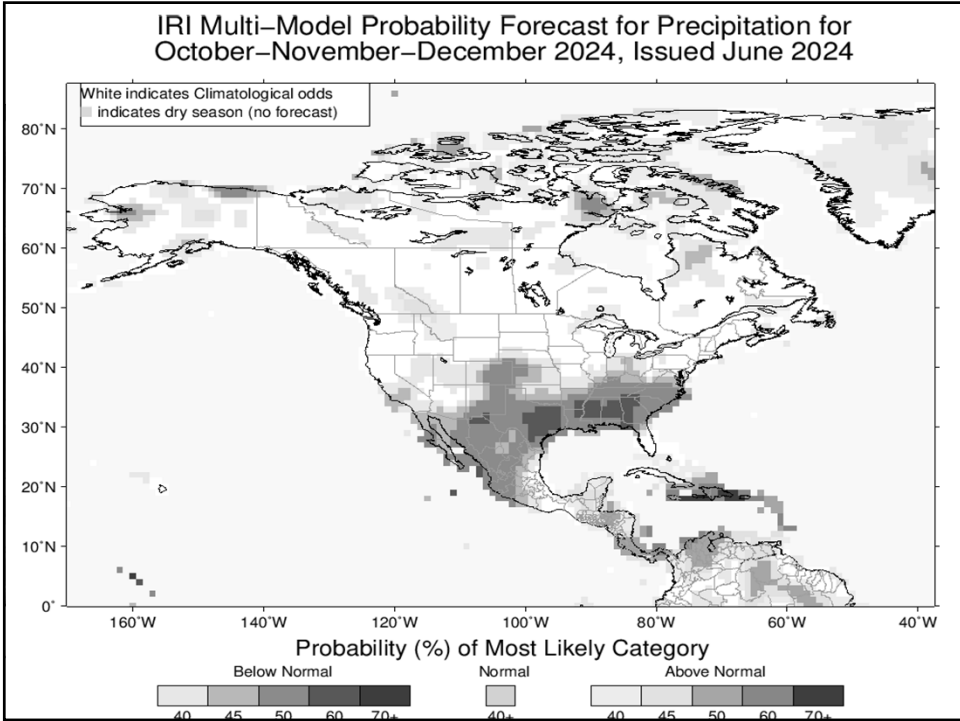 IRI Multi−Model Probability Forecast for Precipitation for
October−November−December 2024, Issued June 2024
White indicates Climatological odds
indicates dry season (no forecast)
80°N
70°N
60°N
50°N
40°N
30°N
20°N
10°N
0°
160°W 140°W 120°W 100°W 80°W 60°W 40°W
Probability (%) of Most Likely Category
Below Normal Normal Above Normal
40 45 50 60 70+ 40+ 40 45 50 60 70+